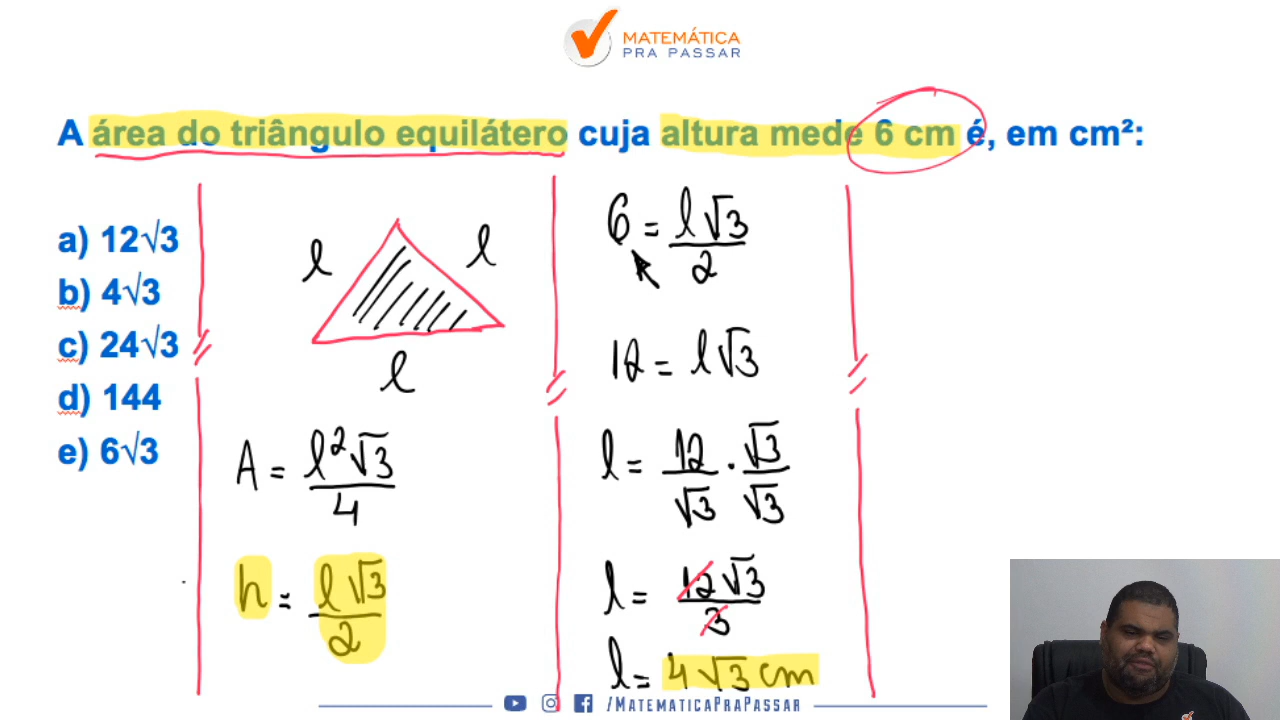 MATEMÁTICA
PRA PASSAR
A área do triângulo equilátero cuja altura mede 6 cm é, em cm²:
a) 12√3
b) 4√3
c) 24√3
d) 144
e) 6√3
l
l
l
A = l²√3/4
h = l√3/2
6 = l√3/2
12 = l√3
l = 12/√3 . √3/√3
l = 12√3/3
l = 4√3 cm
/MATEMATICAPRAPASSAR